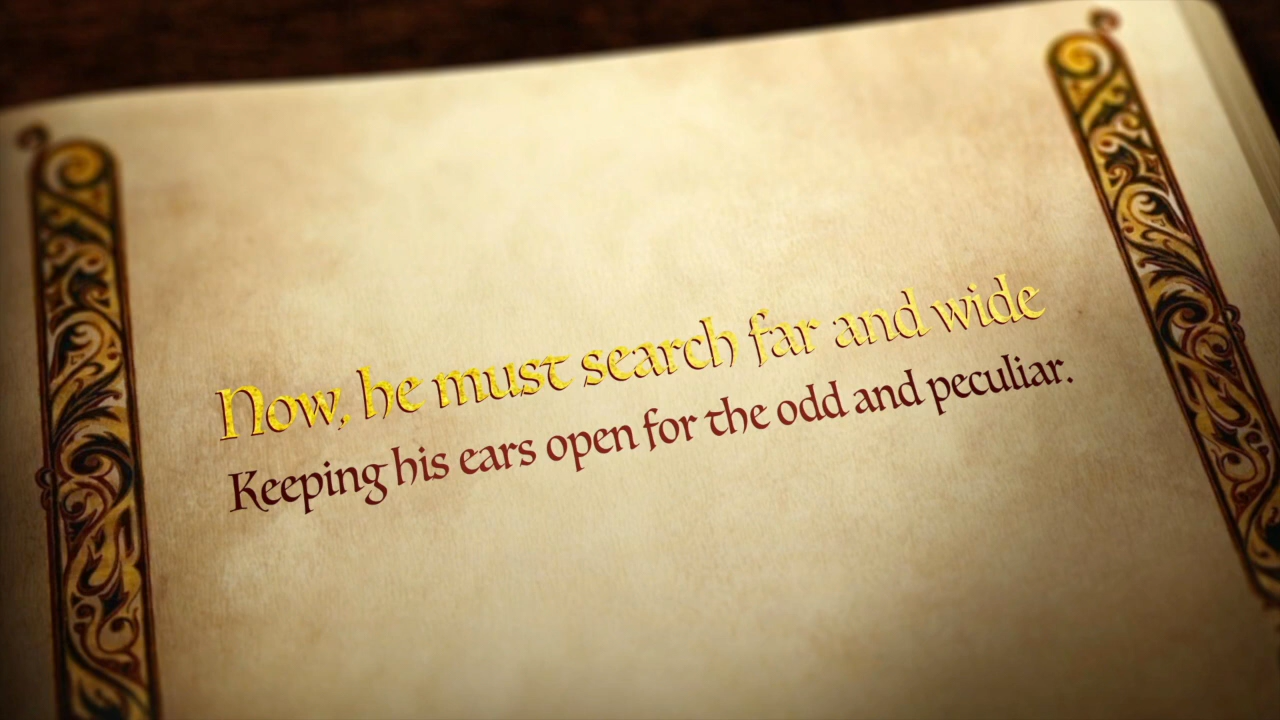 Now, he must search far and wide
Keeping his ears open for the odd and peculiar.